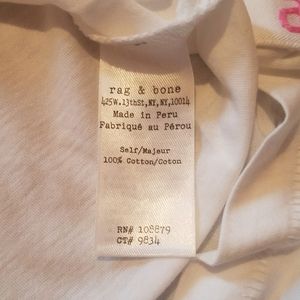 rag & bone
425W.13thSt,NY,NY,10014
Made in Peru
Fabriqué au Pérou
Self/Majeur
100% Cotton/Coton
RN# 108879
CT# 9834